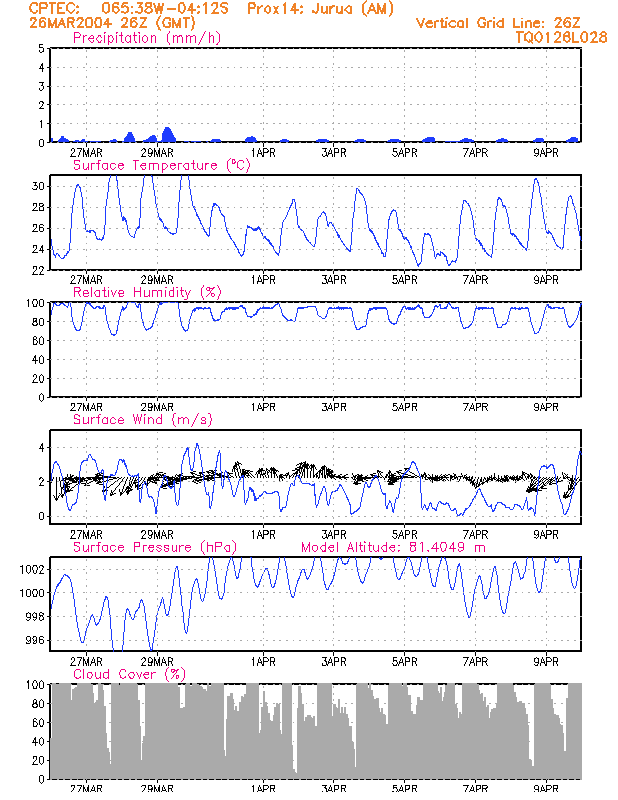 CPTEC: 065:38W-04:12S Prox14: Jurua (AM)
26MAR2004 26Z (GMT) Vertical Grid Line: 26Z
Precipitation (mm/h) TQ0126L028
5
4
3
2
1
0
27MAR 29MAR 1APR 3APR 5APR 7APR 9APR
Surface Temperature (°C)
30
28
26
24
22
27MAR 29MAR 1APR 3APR 5APR 7APR 9APR
Relative Humidity (%)
100
80
60
40
20
0
27MAR 29MAR 1APR 3APR 5APR 7APR 9APR
Surface Wind (m/s)
4
2
0
27MAR 29MAR 1APR 3APR 5APR 7APR 9APR
Surface Pressure (hPa) Model Altitude: 81.4049 m
1002
1000
998
996
27MAR 29MAR 1APR 3APR 5APR 7APR 9APR
Cloud Cover (%)
100
80
60
40
20
0
27MAR 29MAR 1APR 3APR 5APR 7APR 9APR